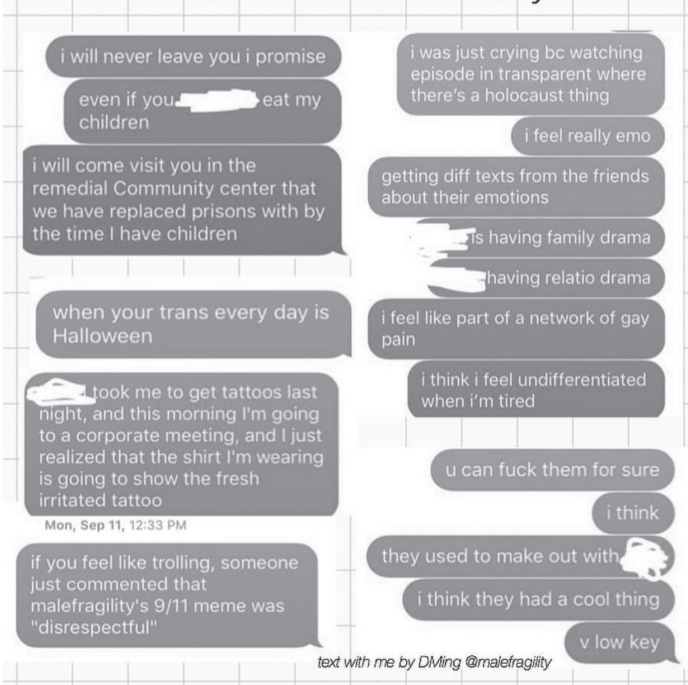 i will never leave you i promise
even if you eat my
children
i will come visit you in the
remedial Community center that
we have replaced prisons with by
the time I have children
when your trans every day is
Halloween
took me to get tattoos last
night, and this morning I'm going
to a corporate meeting, and I just
realized that the shirt I'm wearing
is going to show the fresh
irritated tattoo
Mon, Sep 11, 12:33 PM
if you feel like trolling, someone
just commented that
malefragility's 9/11 meme was
"disrespectful"
i was just crying bc watching
episode in transparent where
there's a holocaust thing
i feel really emo
getting diff texts from the friends
about their emotions
is having family drama
having relatio drama
i feel like part of a network of gay
pain
i think i feel undifferentiated
when i'm tired
u can fuck them for sure
i think
they used to make out with
i think they had a cool thing
v low key
text with me by DMing @malefragility